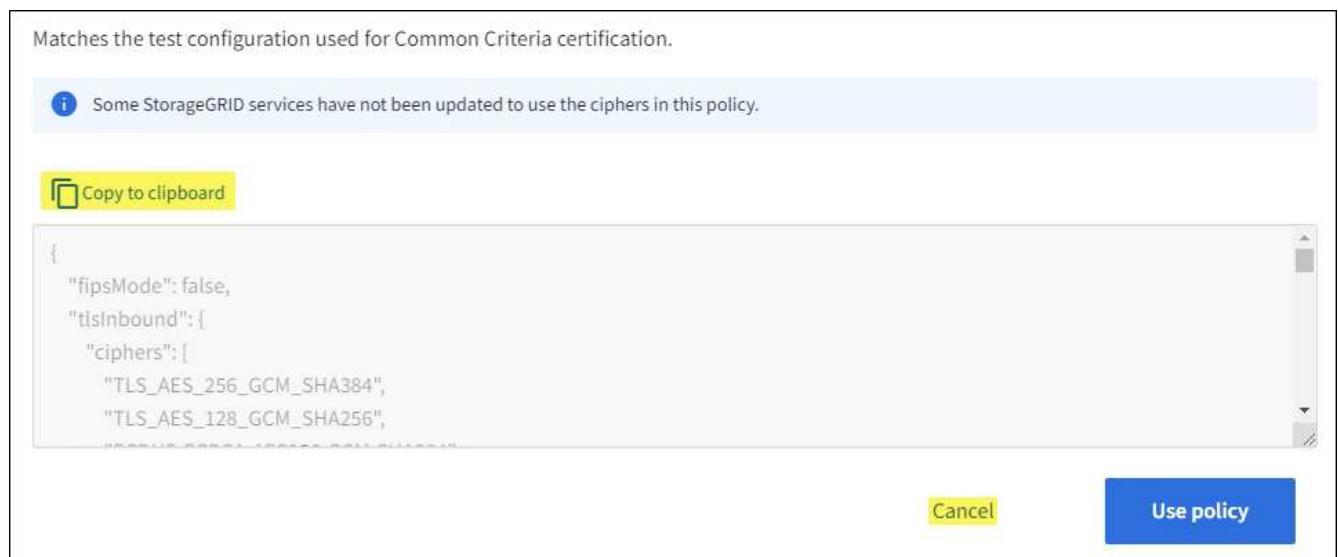 Matches the test configuration used for Common Criteria certification.
Some StorageGRID services have not been updated to use the ciphers in this policy.
Copy to clipboard
{
"fipsMode": false,
"tlsInbound": {
"ciphers": [
"TLS_AES_256_GCM_SHA384",
"TLS_AES_128_GCM_SHA256",
Cancel
Use policy